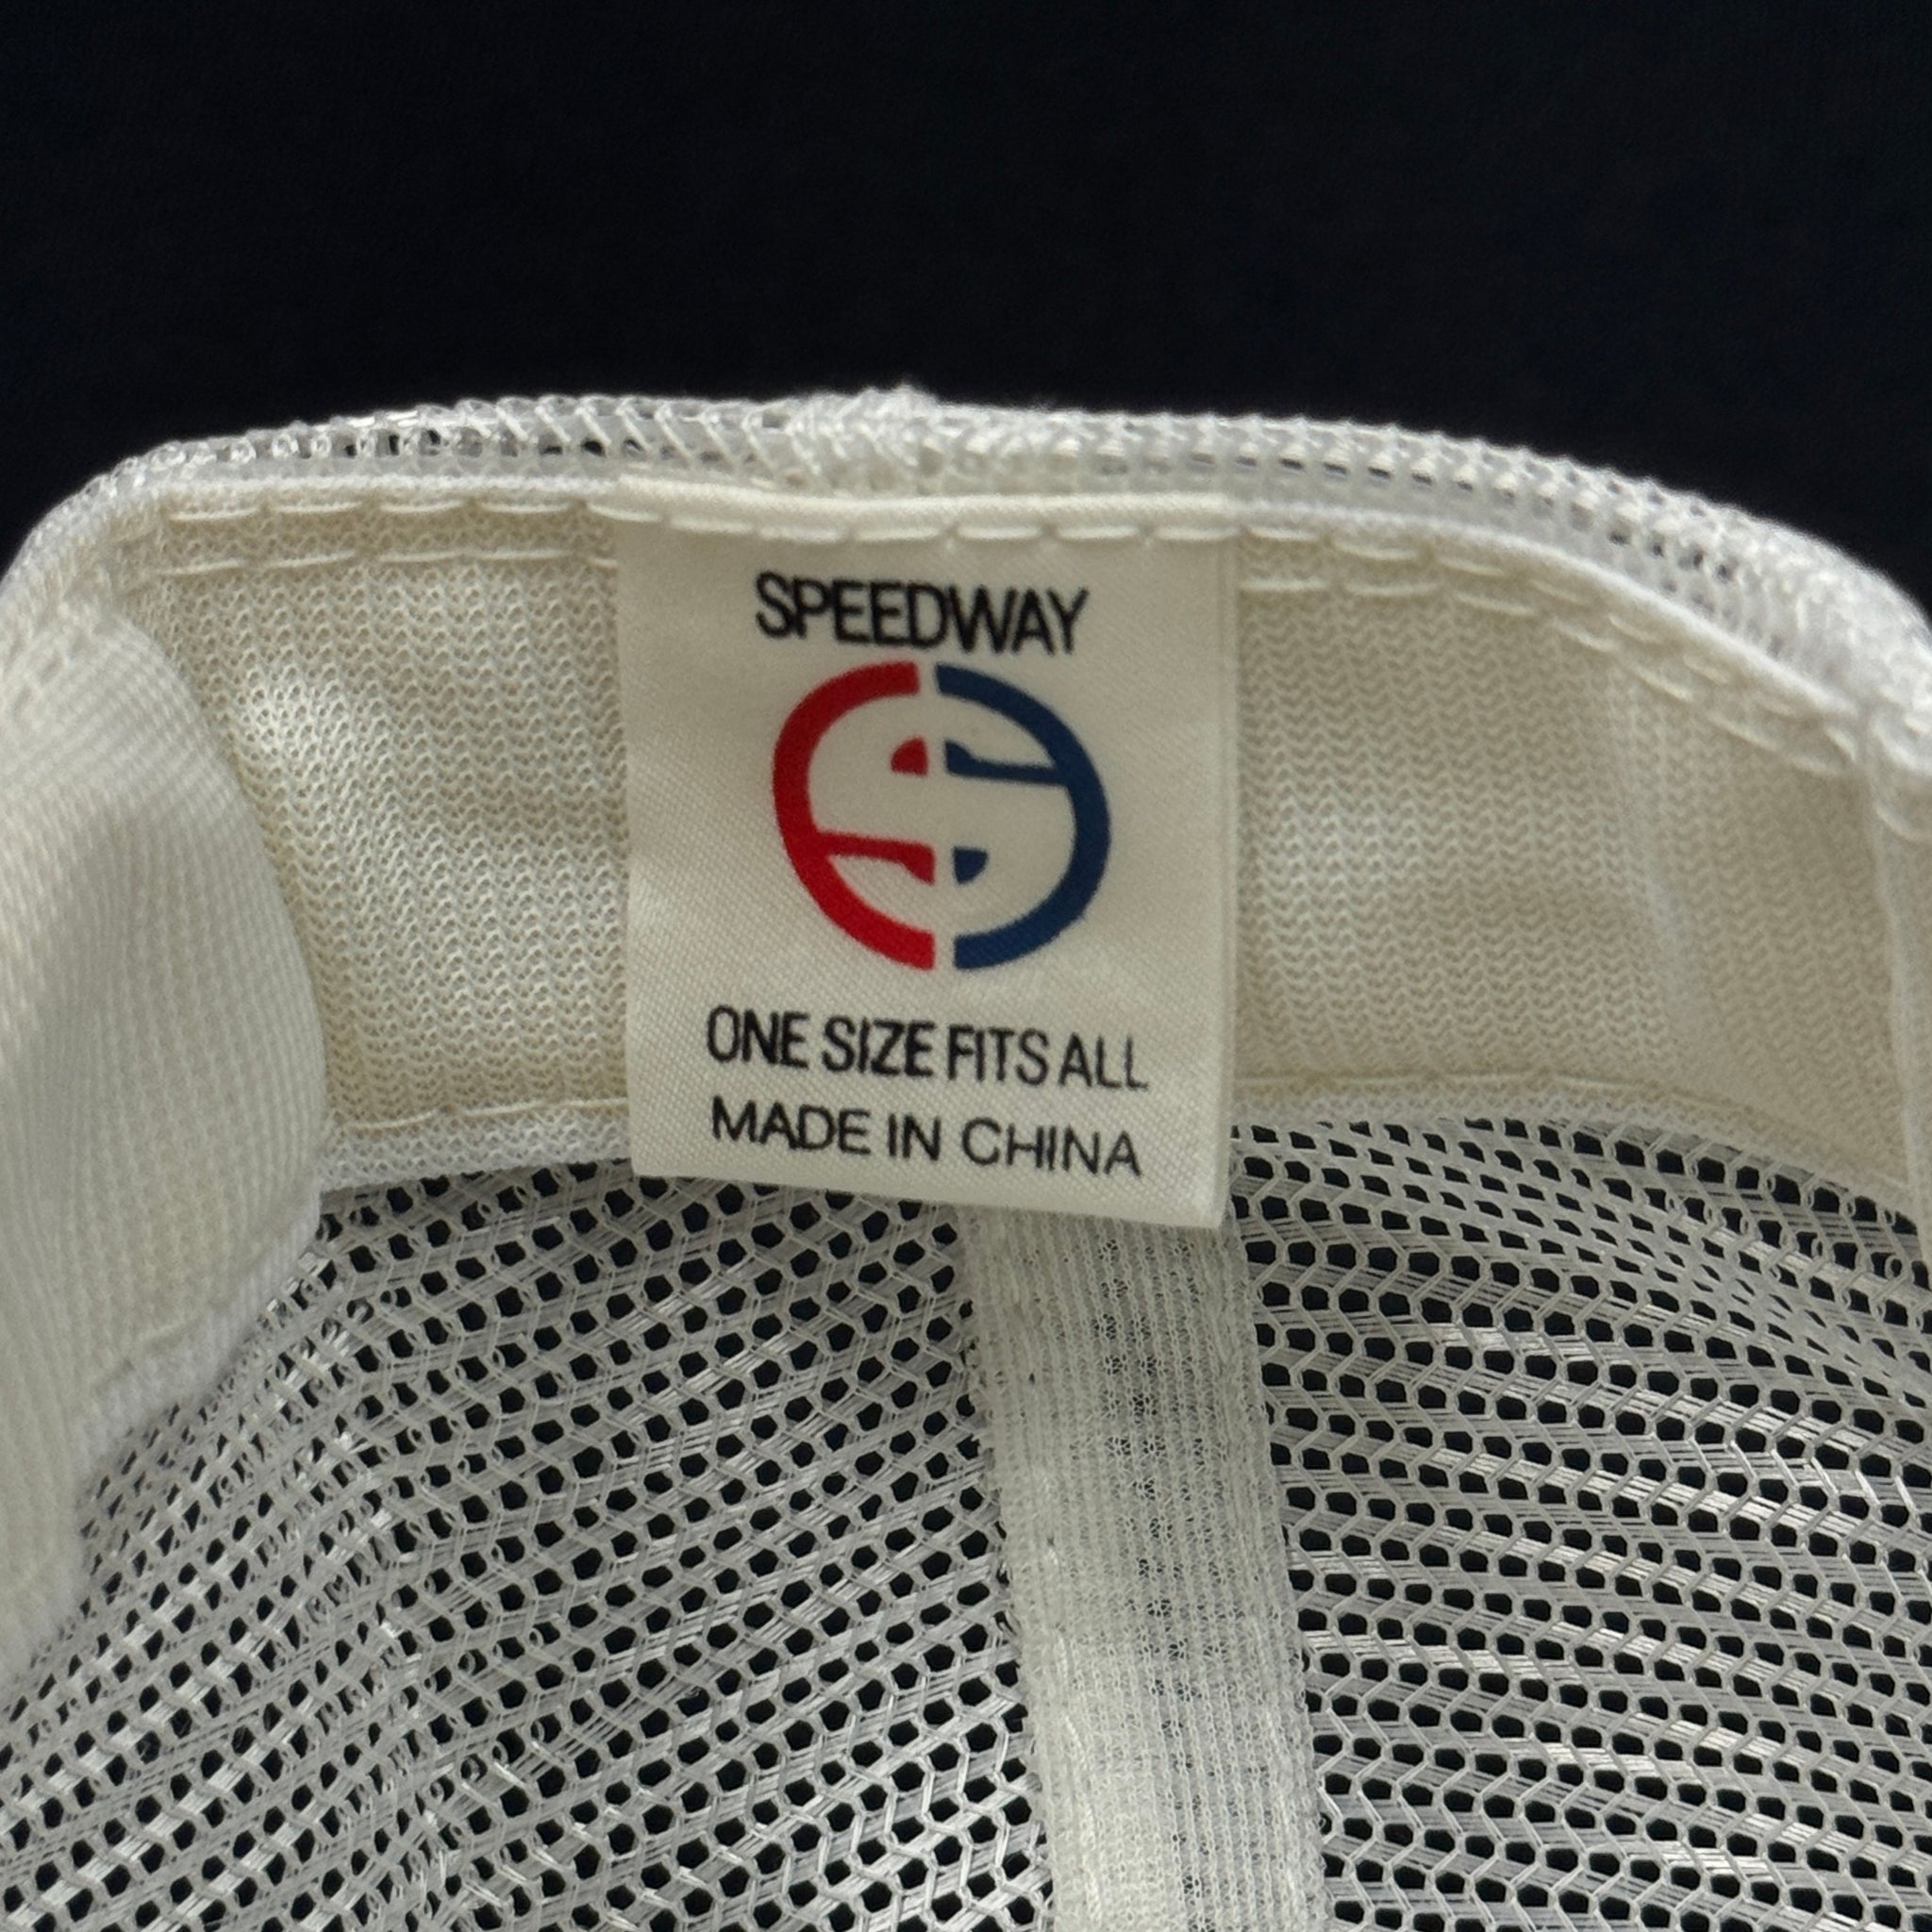 SPEEDWAY
S
ONE SIZE FITS ALL
MADE IN CHINA